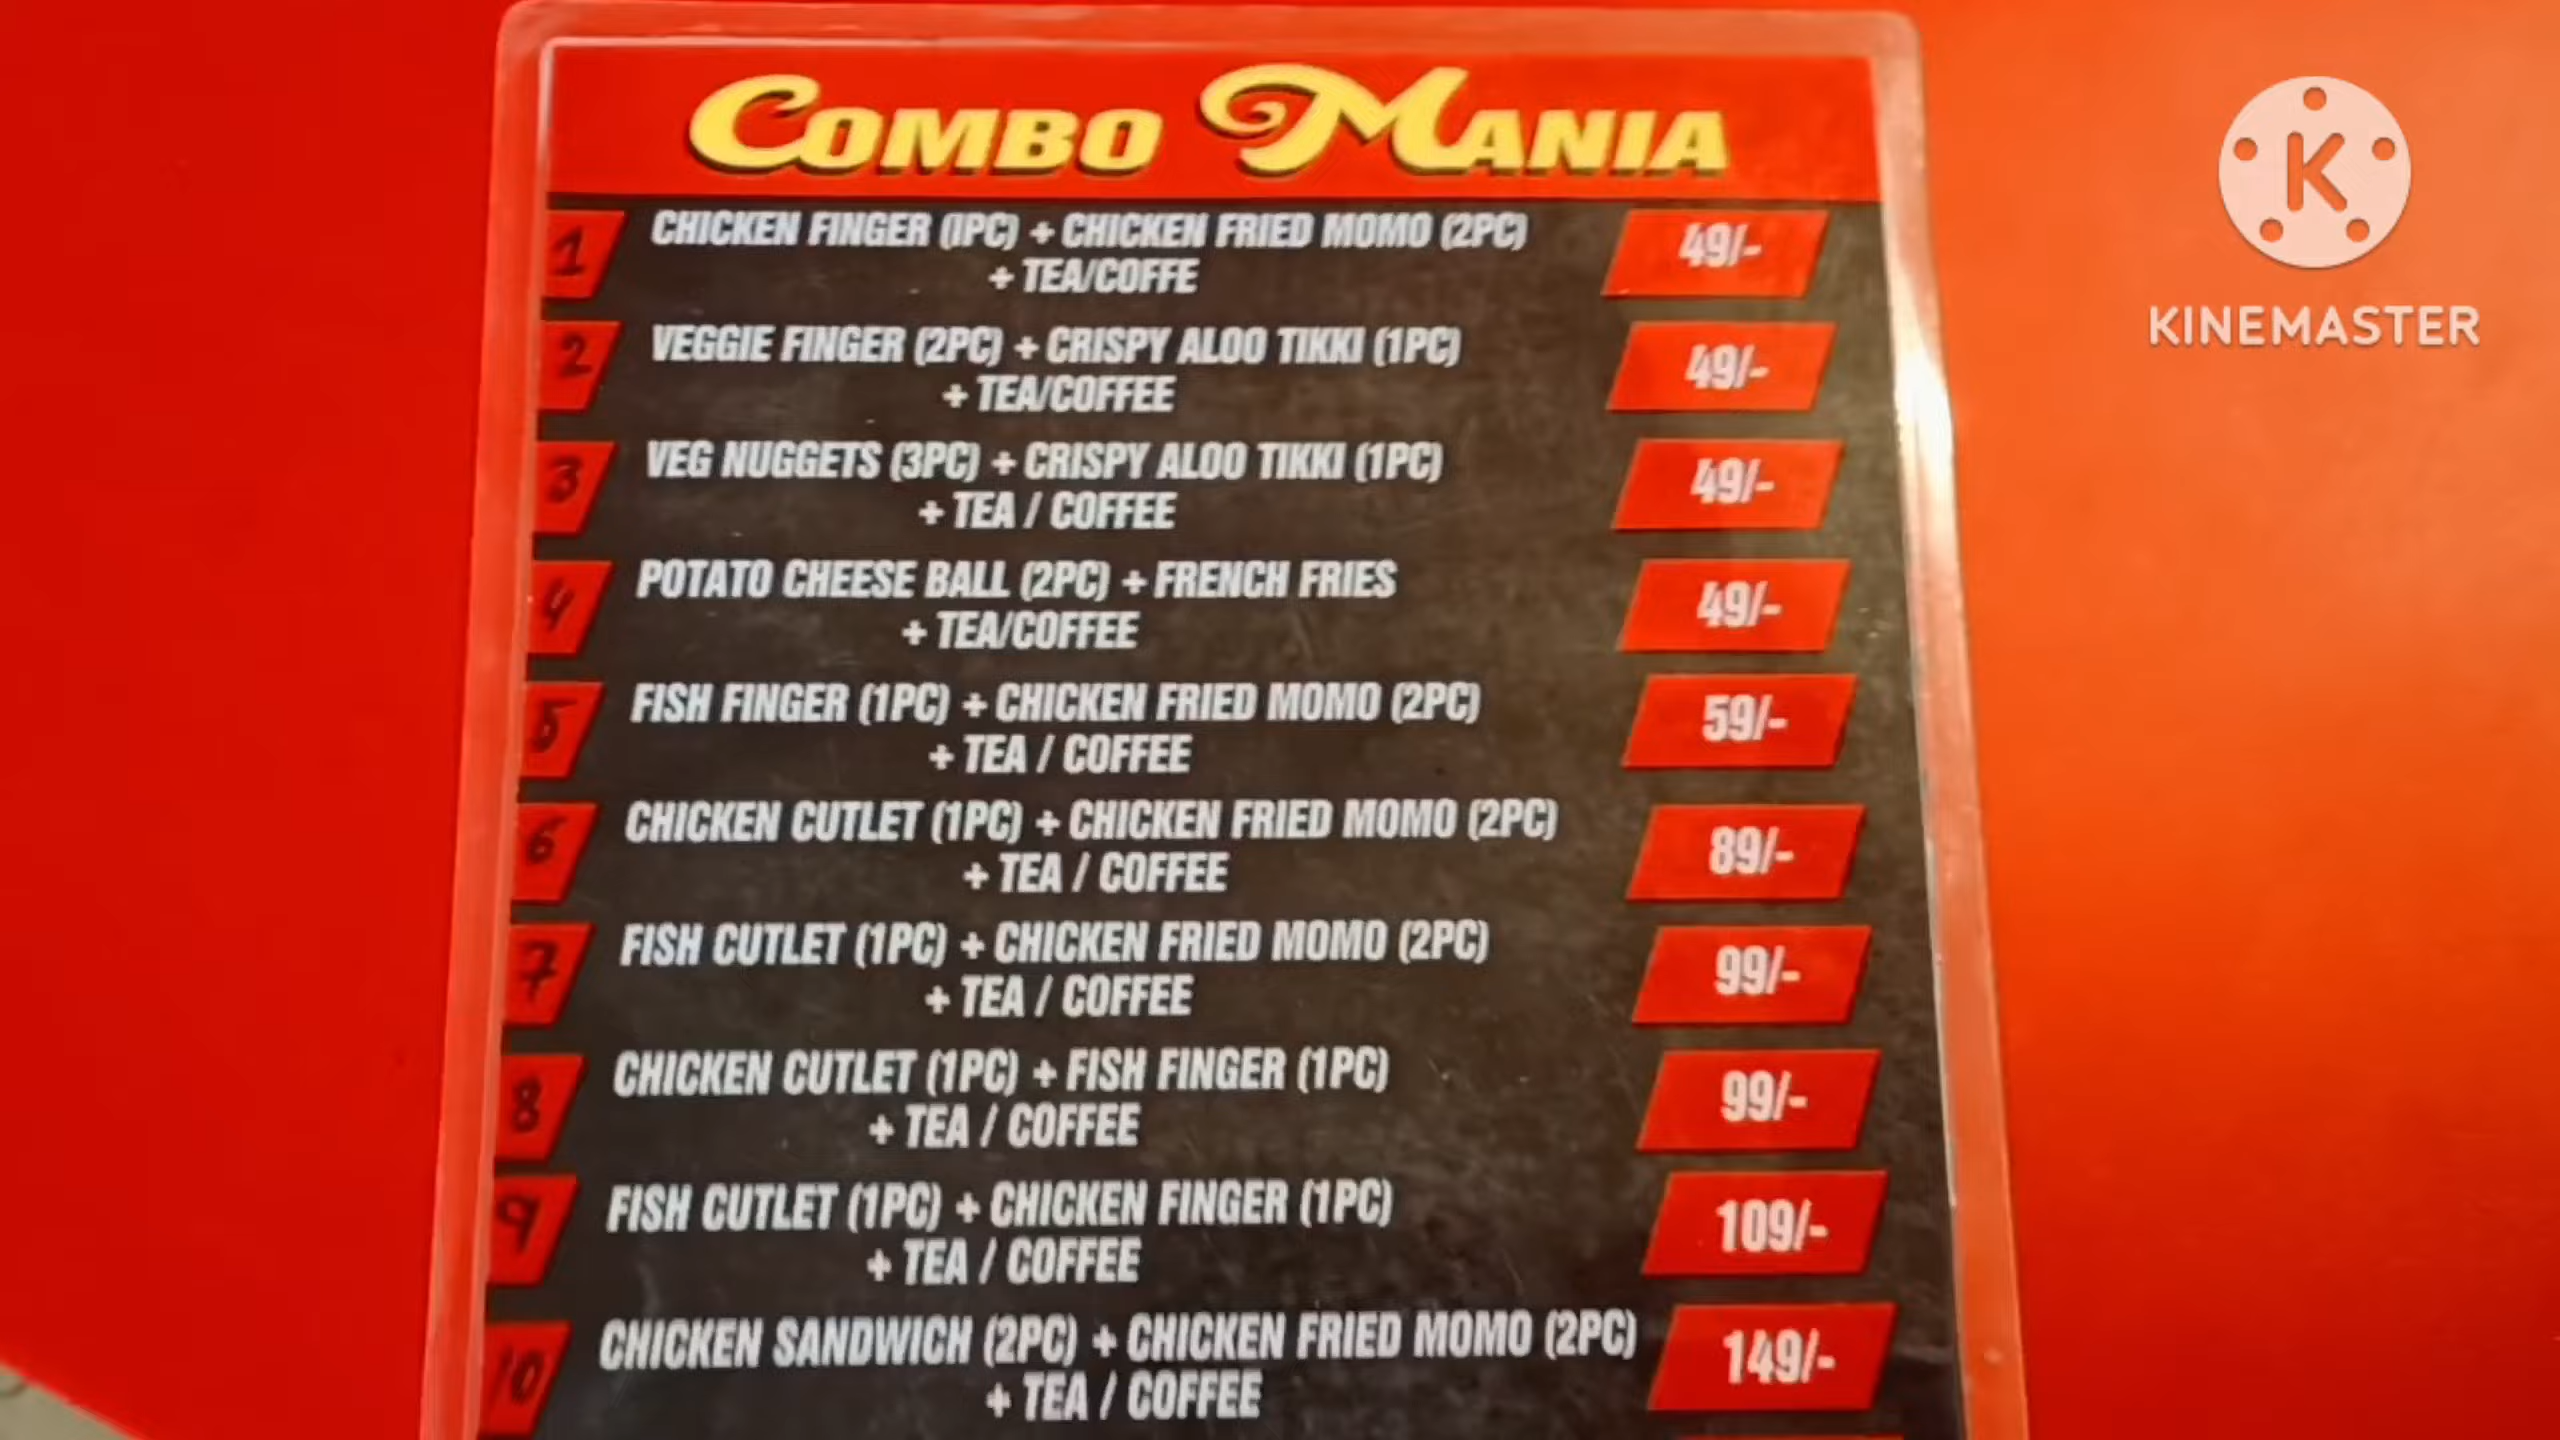 COMBO MANIA
1 CHICKEN FINGER (1PC) + CHICKEN FRIED MOMO (2PC) 49/-
+ TEA/COFFE
2 VEGGIE FINGER (2PC) + CRISPY ALOO TIKKI (1PC) 49/-
+ TEA/COFFEE
3 VEG NUGGETS (3PC) + CRISPY ALOO TIKKI (1PC) 49/-
+ TEA / COFFEE
4 POTATO CHEESE BALL (2PC) + FRENCH FRIES 49/-
+ TEA/COFFEE
5 FISH FINGER (1PC) + CHICKEN FRIED MOMO (2PC) 59/-
+ TEA / COFFEE
6 CHICKEN CUTLET (1PC) + CHICKEN FRIED MOMO (2PC) 89/-
+ TEA / COFFEE
7 FISH CUTLET (1PC) + CHICKEN FRIED MOMO (2PC) 99/-
+ TEA / COFFEE
8 CHICKEN CUTLET (1PC) + FISH FINGER (1PC) 99/-
+ TEA / COFFEE
9 FISH CUTLET (1PC) + CHICKEN FINGER (1PC) 109/-
+ TEA / COFFEE
10 CHICKEN SANDWICH (2PC) + CHICKEN FRIED MOMO (2PC) 149/-
+ TEA / COFFEE
K
KINEMASTER